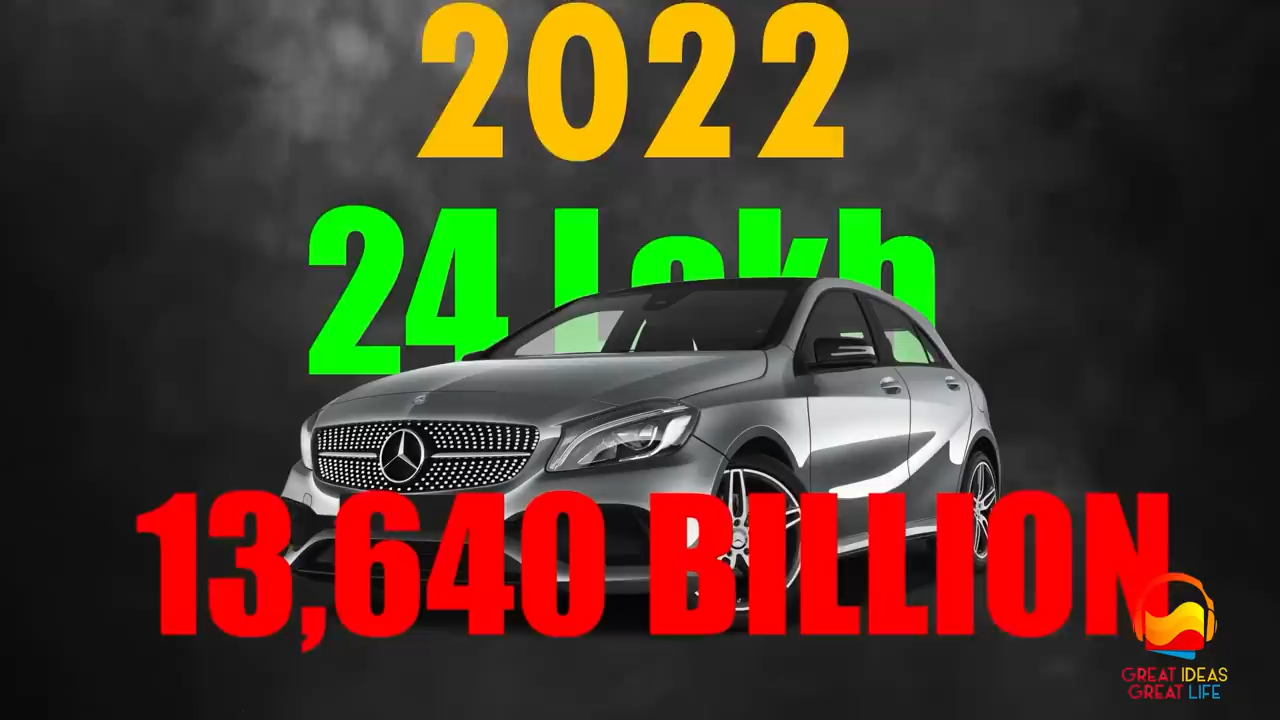 2022
24 Lakh
13,640 BILLION
GREAT IDEAS
GREAT LIFE